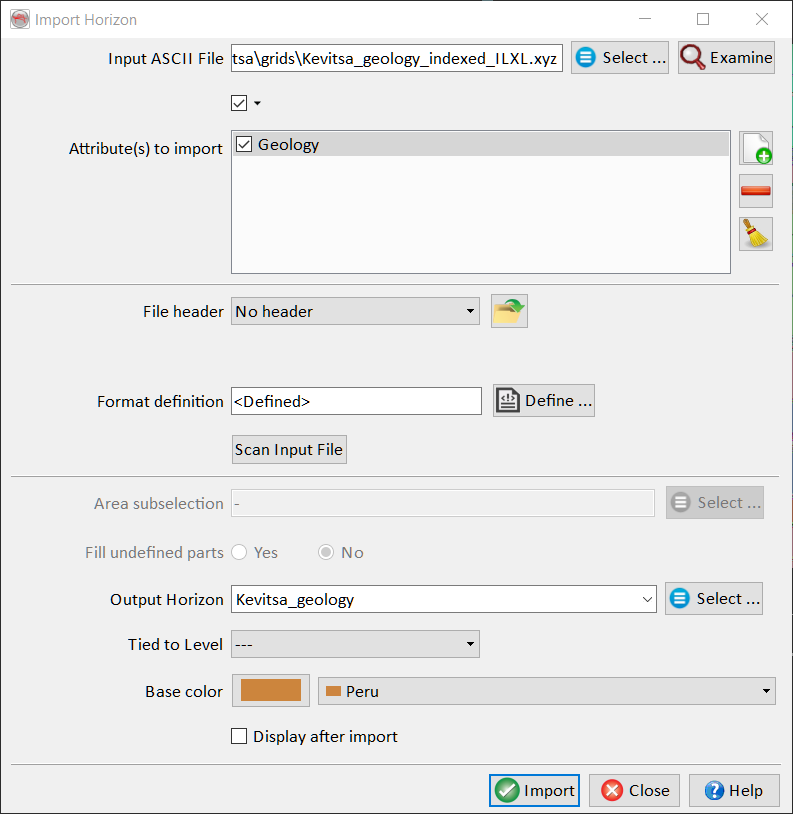 Import Horizon
Input ASCII File tsa\grids\Kevitsa_geology_indexed_ILXL.xyz Select ... Examine
Attribute(s) to import Geology
File header No header
Format definition <Defined> Define ...
Scan Input File
Area subselection - Select ...
Fill undefined parts Yes No
Output Horizon Kevitsa_geology Select ...
Tied to Level ---
Base color Peru
Display after import
Import Close Help